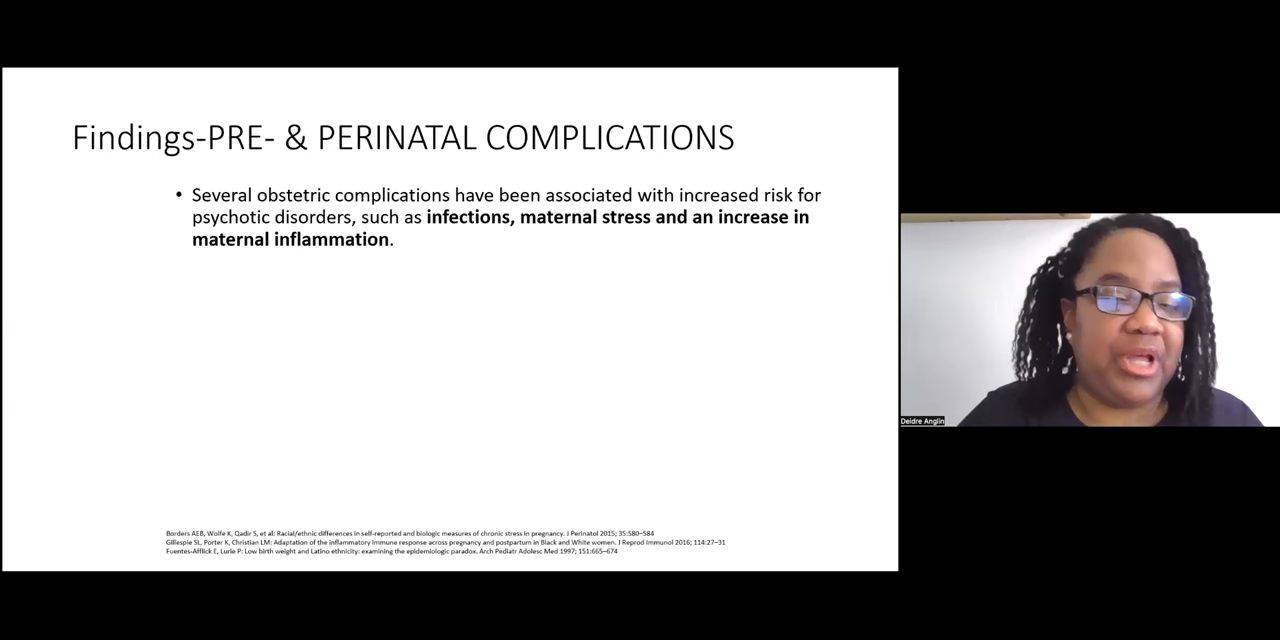 Findings-PRE- & PERINATAL COMPLICATIONS
• Several obstetric complications have been associated with increased risk for
psychotic disorders, such as infections, maternal stress and an increase in
maternal inflammation.
Borders AEB, Wolfe K, Qadir S, et al: Racial/ethnic differences in self-reported and biologic measures of chronic stress in pregnancy. J Perinatol 2015; 35:580–584
Gillespie SL, Porter K, Christian LM: Adaptation of the inflammatory immune response across pregnancy and postpartum in Black and White women. J Reprod Immunol 2016; 114:27–31
Fuentes-Afflick E, Lurie P: Low birth weight and Latino ethnicity: examining the epidemiologic paradox. Arch Pediatr Adolesc Med 1997; 151:665–674
Deidre Anglin